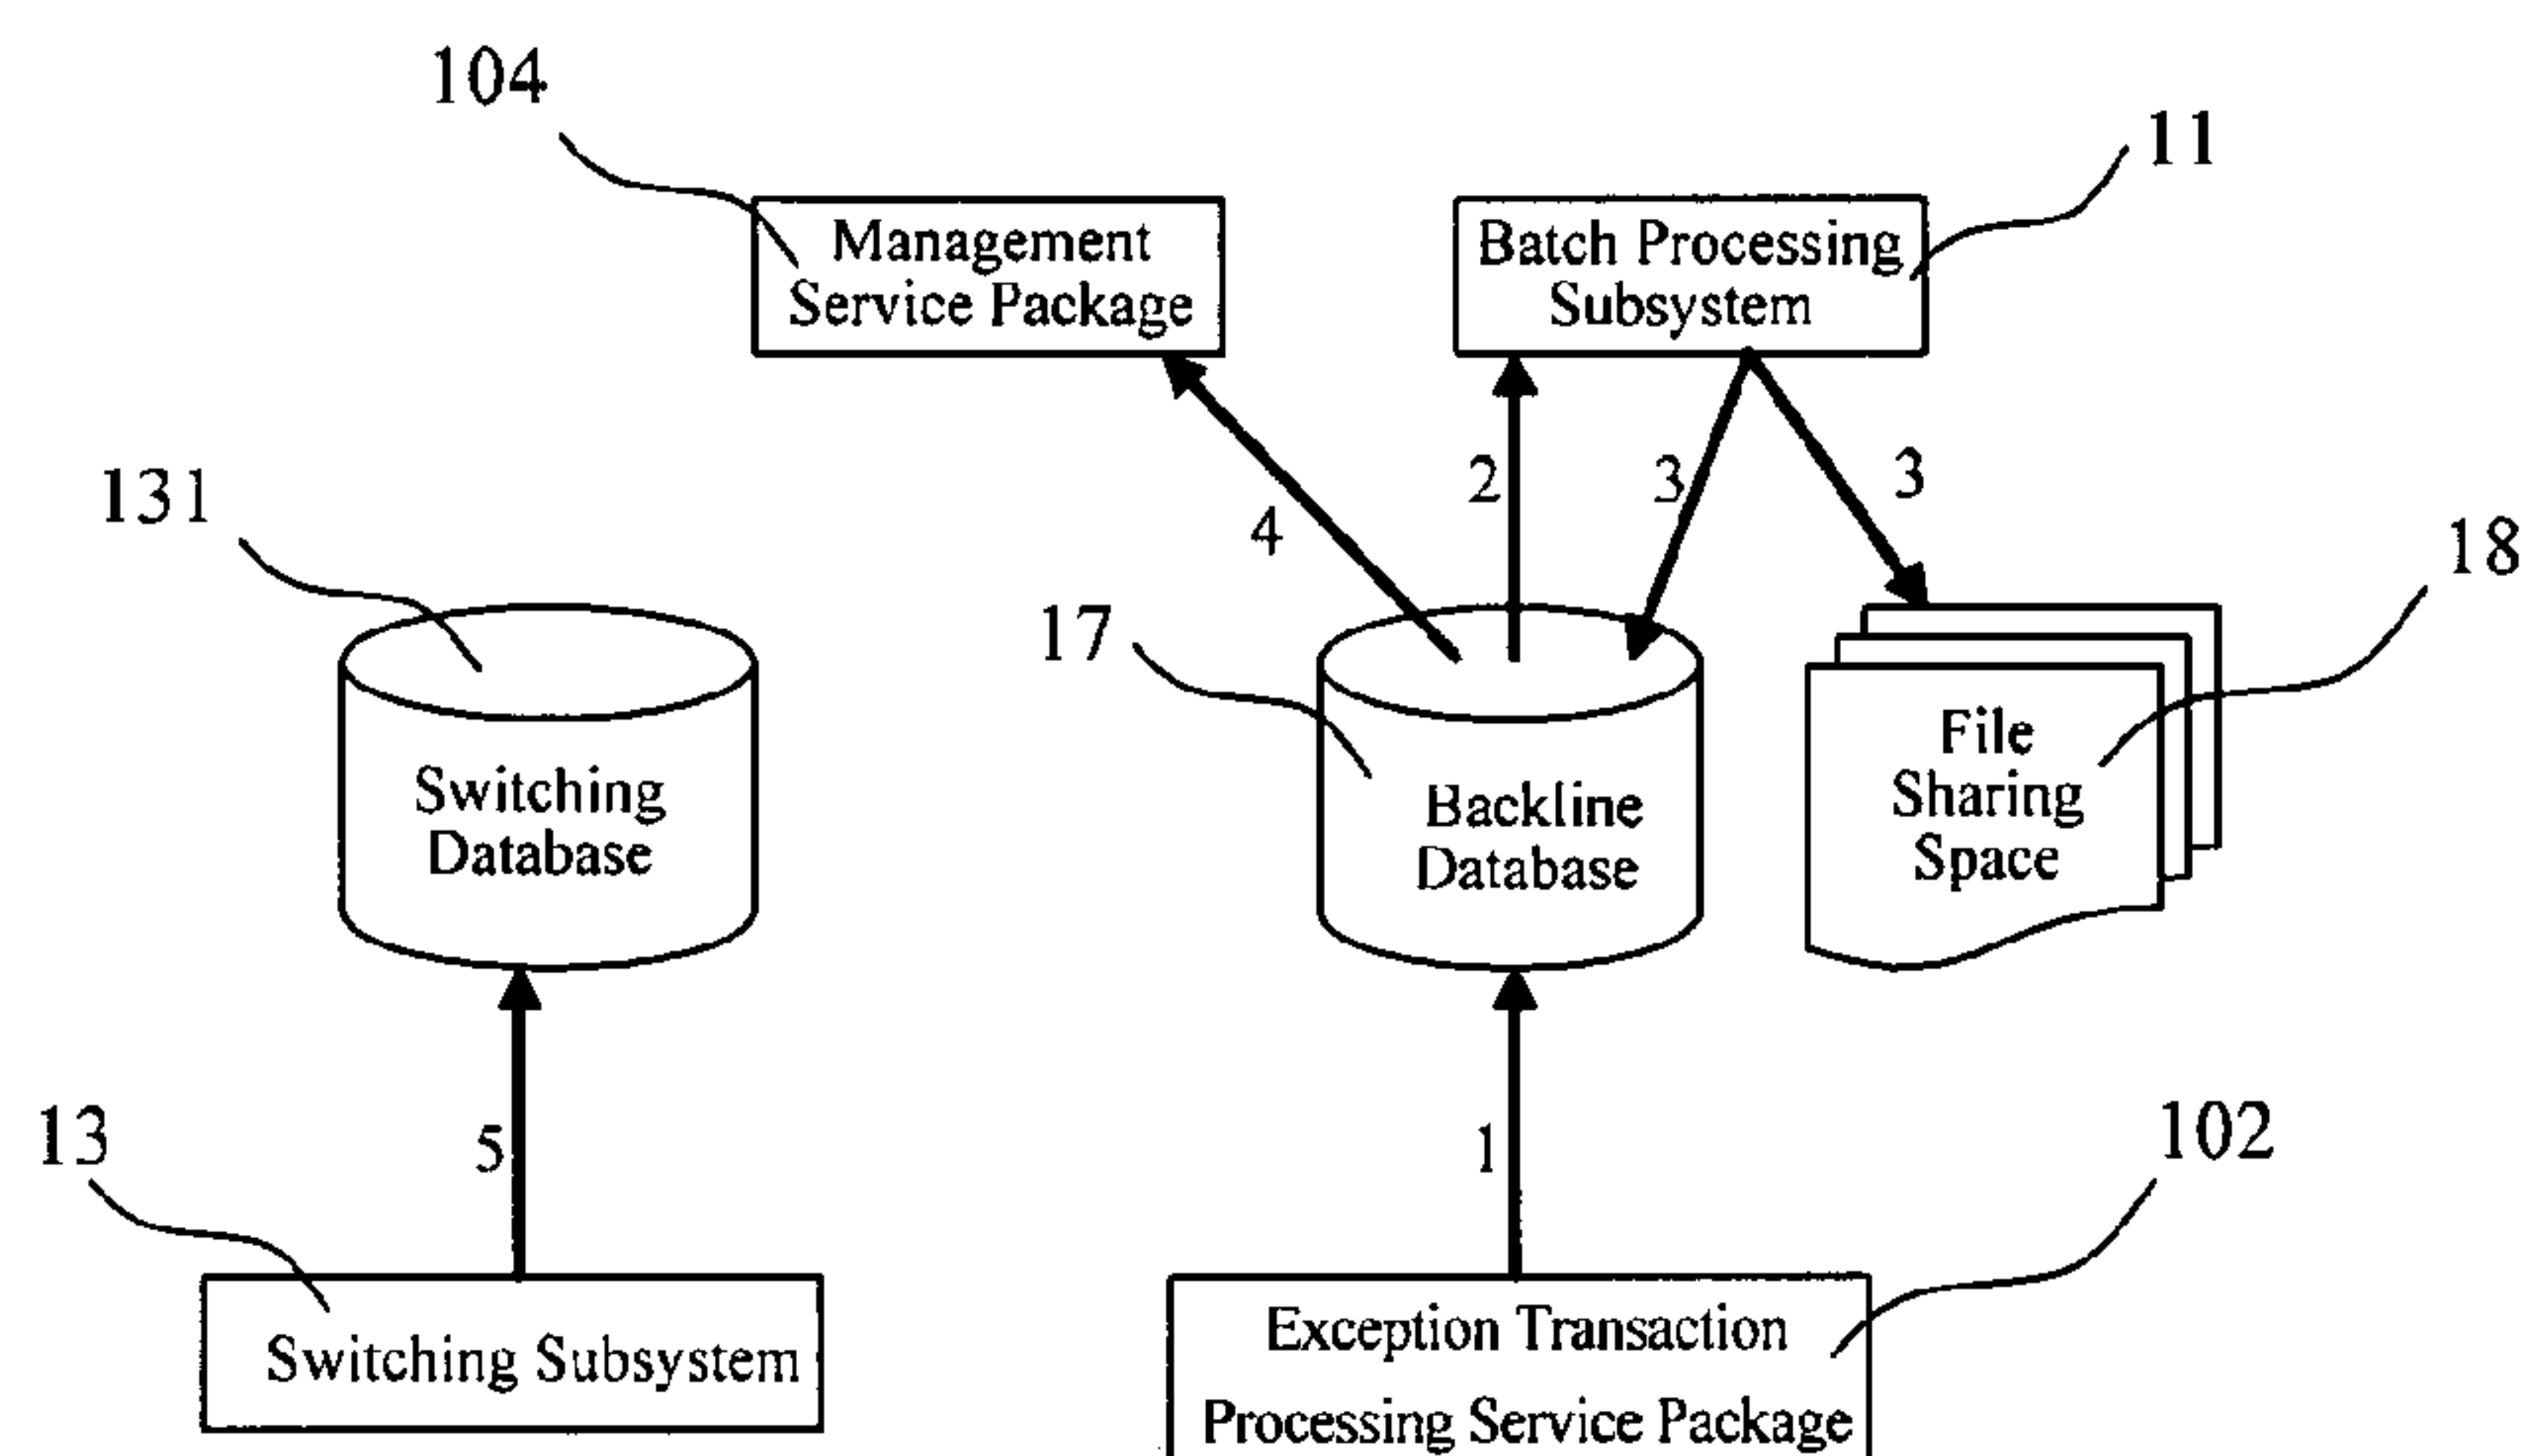 104
11
Management
Service Package
Batch Processing
Subsystem
131
4
2
3
3
18
17
Switching
Database
Backline
Database
File
Sharing
Space
13
5
1
102
Switching Subsystem
Exception Transaction
Processing Service Package